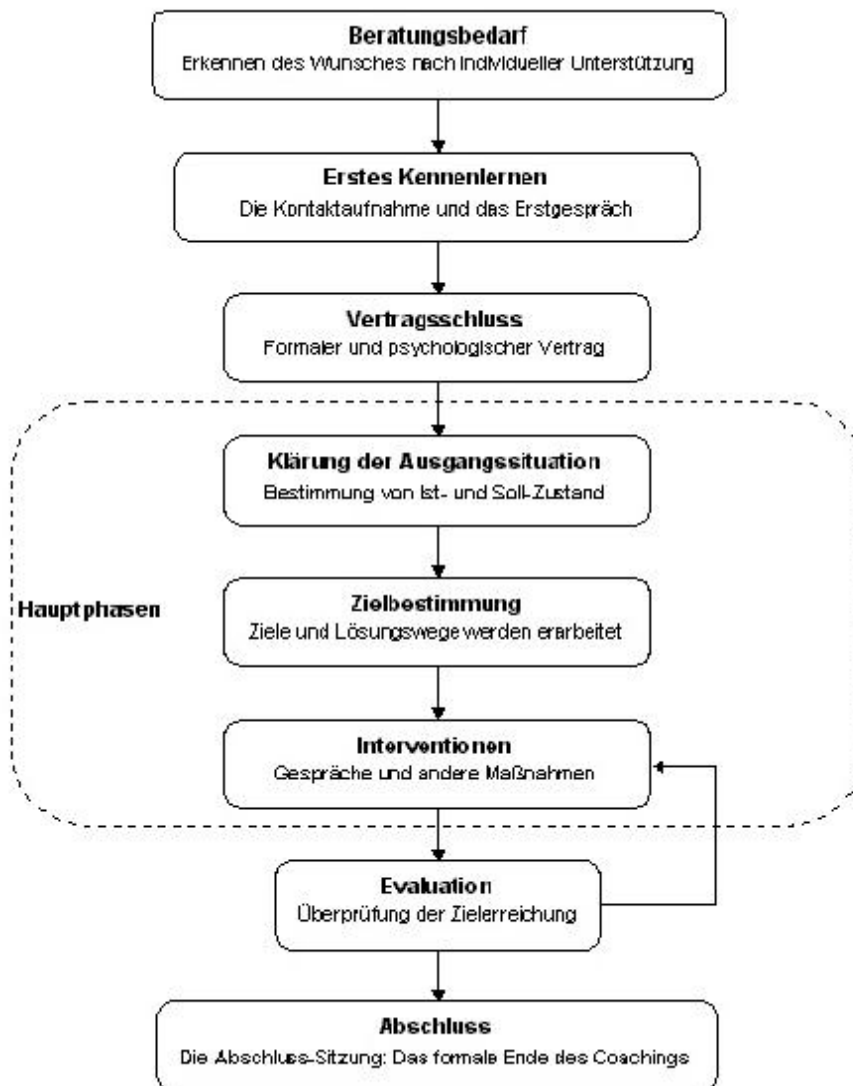 Beratungsbedarf
Erkennen des Wunsches nach individueller Unterstützung
Erstes Kennenlernen
Die Kontaktaufnahme und das Erstgespräch
Vertragsschluss
Formaler und psychologischer Vertrag
Klärung der Ausgangssituation
Bestimmung von Ist- und Soll-Zustand
Hauptphasen
Zielbestimmung
Ziele und Lösungswege werden erarbeitet
Interventionen
Gespräche und andere Maßnahmen
Evaluation
Überprüfung der Zielerreichung
Abschluss
Die Abschluss-Sitzung: Das formale Ende des Coachings